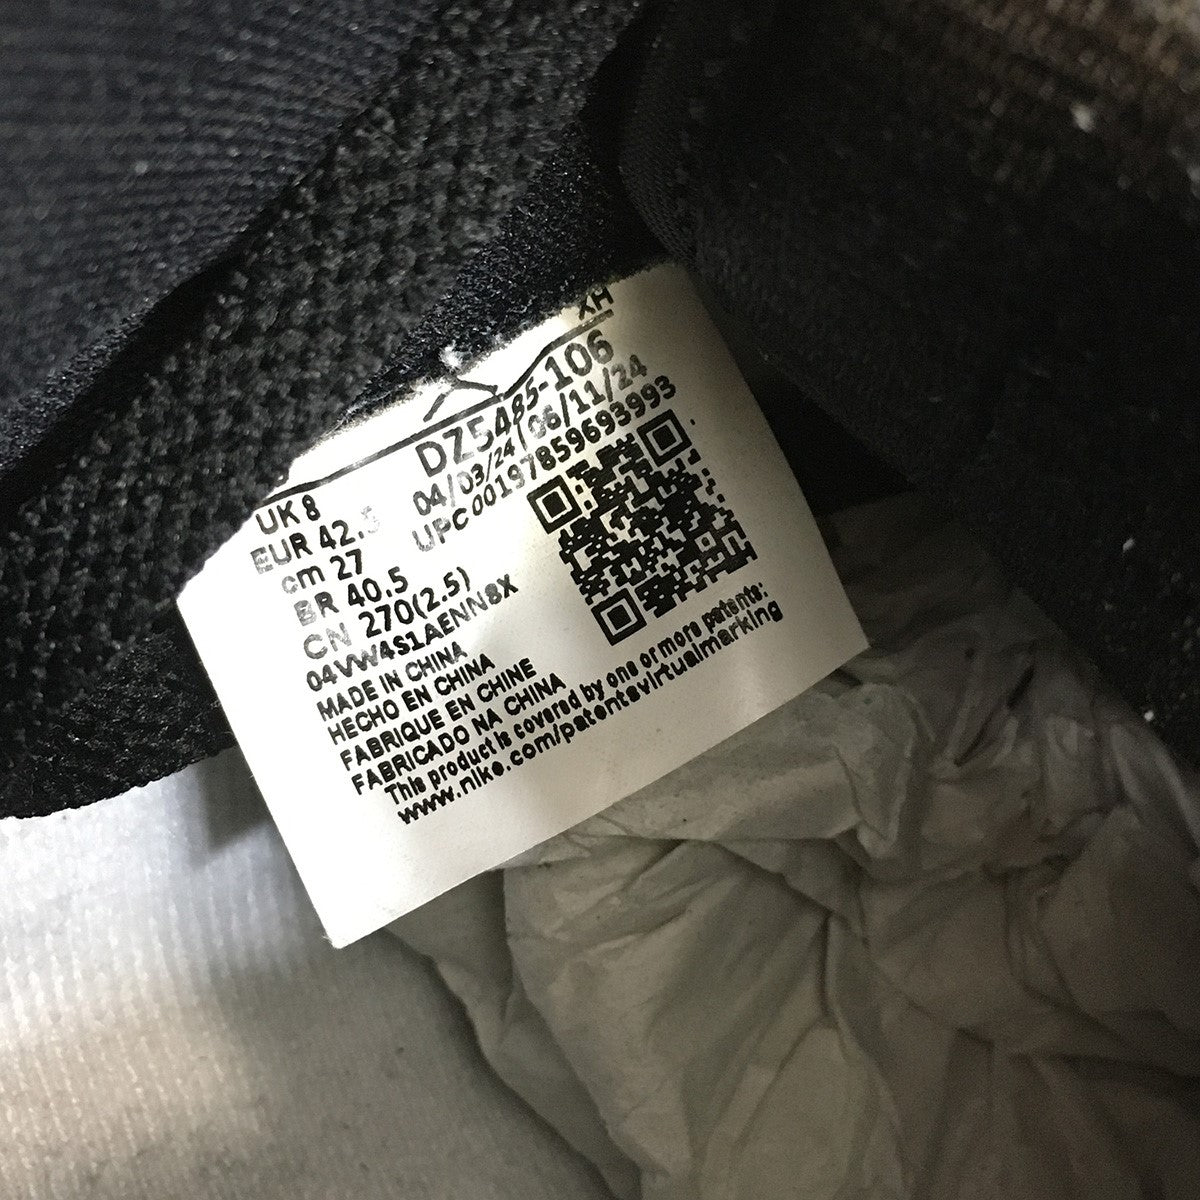 XH
UK 8
EUR 42.5
cm 27
BR 40.5
CN 270(2.5)
DZ5485-106
04/03/24 06/11/24
UPC 00197859693993
04VW4S1AENN8X
MADE IN CHINA
HECHO EN CHINA
FABRIQUE EN CHINE
FABRICADO NA CHINA
This product is covered by one or more patents:
www.nike.com/patentsvirtualmarking